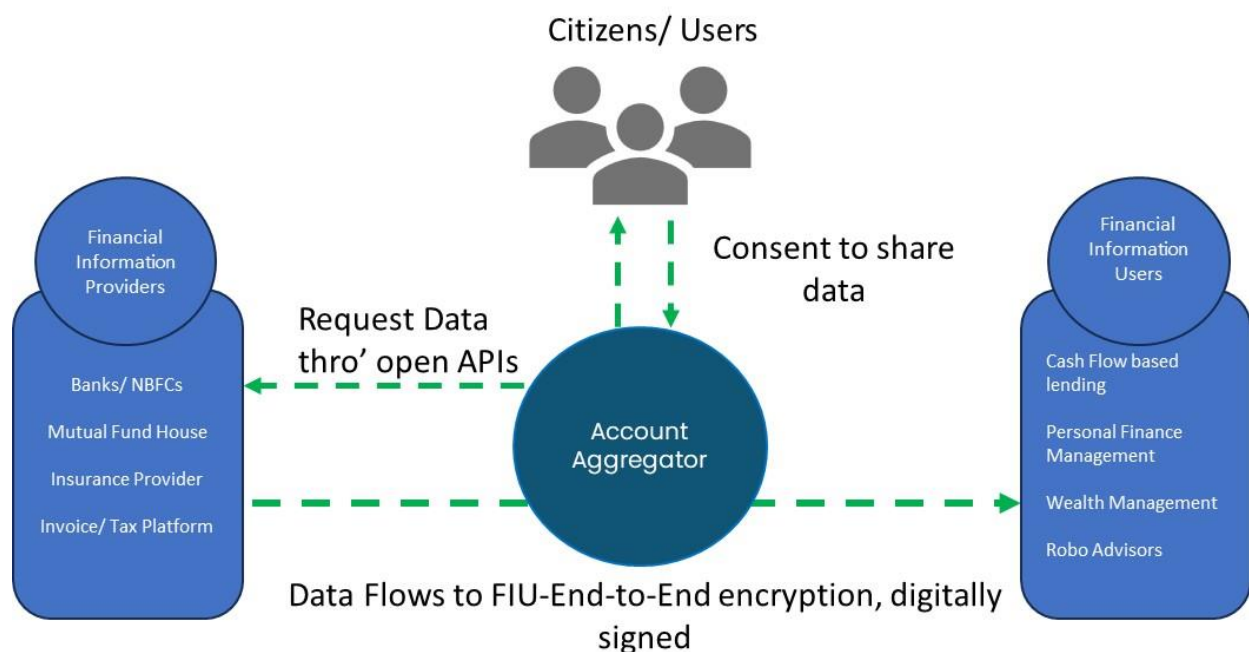 Citizens/ Users
Financial
Information
Providers
Banks/ NBFCs
Mutual Fund House
Insurance Provider
Invoice/ Tax Platform
Request Data
thro’ open APIs
Consent to share
data
Account
Aggregator
Financial
Information
Users
Cash Flow based
lending
Personal Finance
Management
Wealth Management
Robo Advisors
Data Flows to FIU-End-to-End encryption, digitally
signed